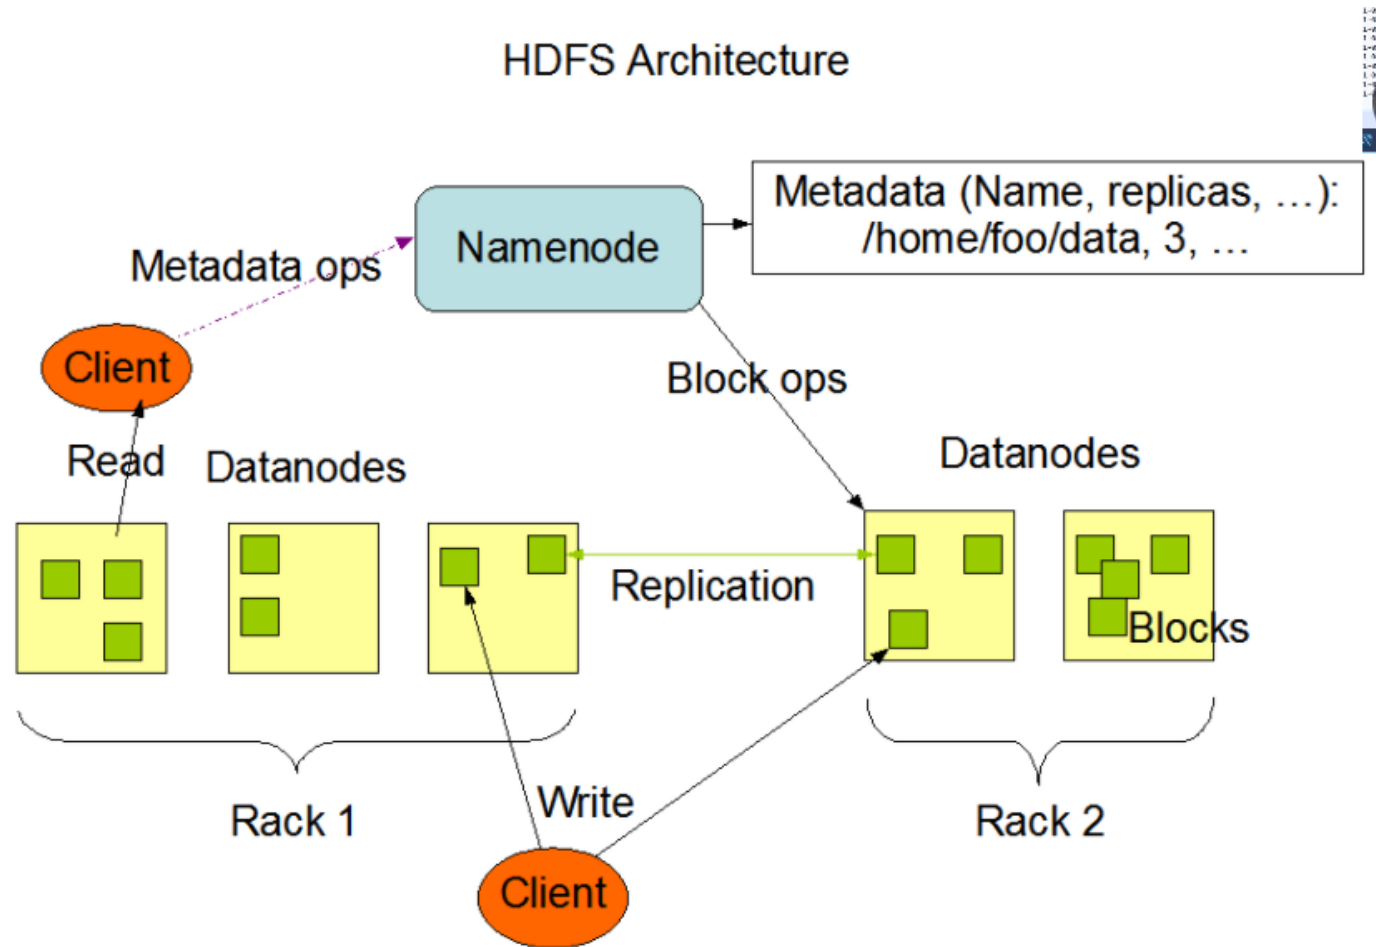 HDFS Architecture
Metadata (Name, replicas, …):
/home/foo/data, 3, …
Namenode
Metadata ops
Client
Block ops
Read
Datanodes
Datanodes
Replication
Blocks
Rack 1
Write
Rack 2
Client